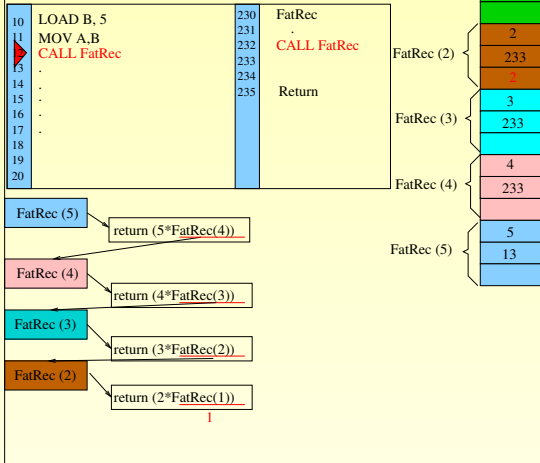 10 LOAD B, 5
11 MOV A,B
CALL FatRec
13 .
14 .
15 .
16 .
17 .
18
19
20
230 FatRec
231 .
232 CALL FatRec
233
234
235 Return
FatRec (2)
2
233
2
FatRec (3)
3
233
FatRec (4)
4
233
FatRec (5)
5
13
FatRec (5)
return (5*FatRec(4))
FatRec (4)
return (4*FatRec(3))
FatRec (3)
return (3*FatRec(2))
FatRec (2)
return (2*FatRec(1))
1